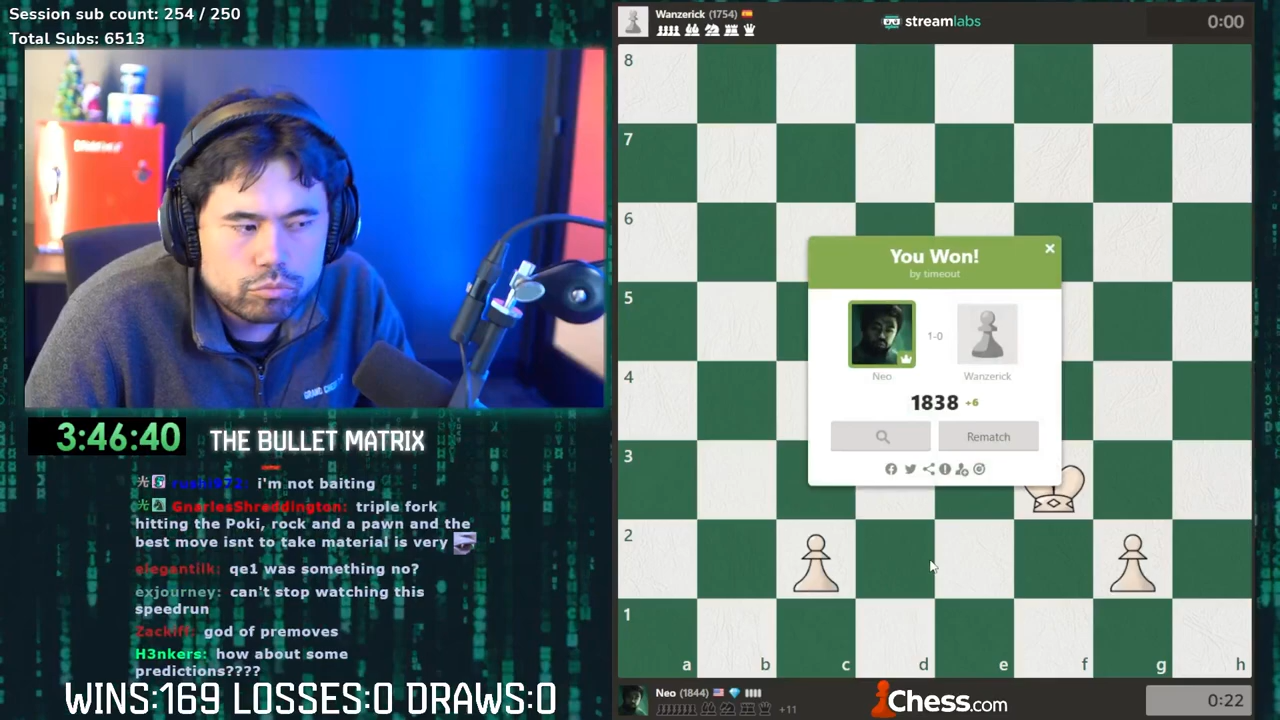 Session sub count: 254 / 250
Total Subs: 6513
Wanzerick (1754)
streamlabs
0:00
8
7
6
5
4
3
2
1
You Won!
by timeout
1-0
Neo
Wanzerick
1838 +6
Rematch
GRAND CHESS
3:46:40
THE BULLET MATRIX
i'm not baiting
GnarlesShreddington: triple fork
hitting the Poki, rock and a pawn and the
best move isnt to take material is very
elegantilk: qe1 was something no?
exjourney: can't stop watching this
speedrun
Zackiff: god of premoves
H3nkers: how about some
predictions????
WINS:169 LOSSES:0 DRAWS:0
a b c d e f g h
Neo (1844)
+11
Chess.com
0:22